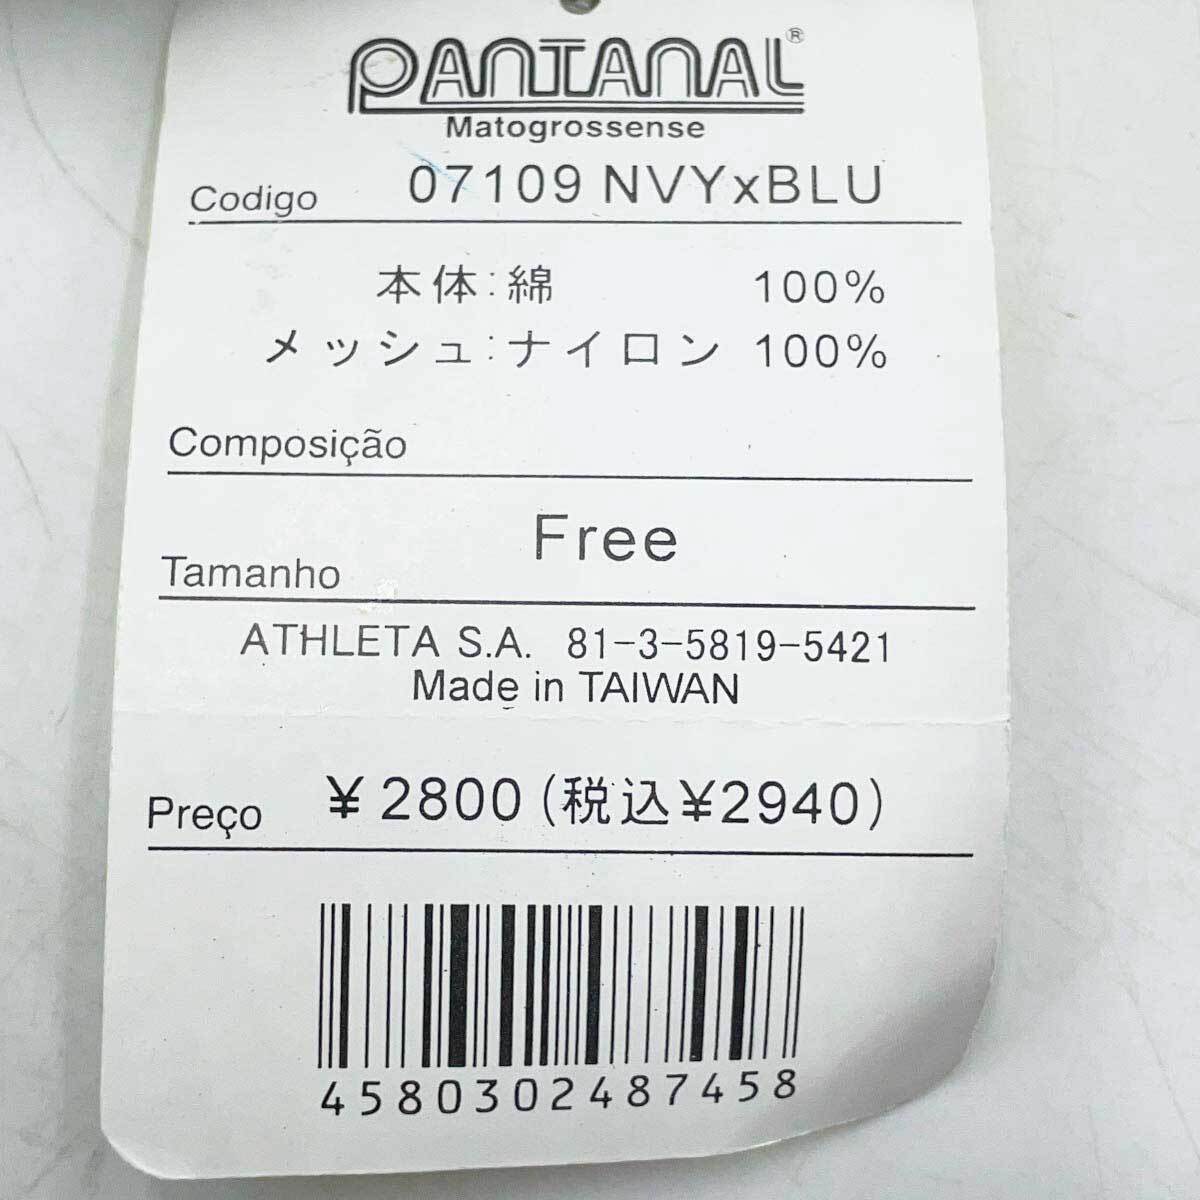 PANTANAL®
Matogrossense
Codigo 07109 NVYxBLU
本体:綿 100%
メッシュ:ナイロン 100%
Composição
Tamanho Free
ATHLETA S.A. 81-3-5819-5421
Made in TAIWAN
Preço ¥2800(税込¥2940)
4580302487458